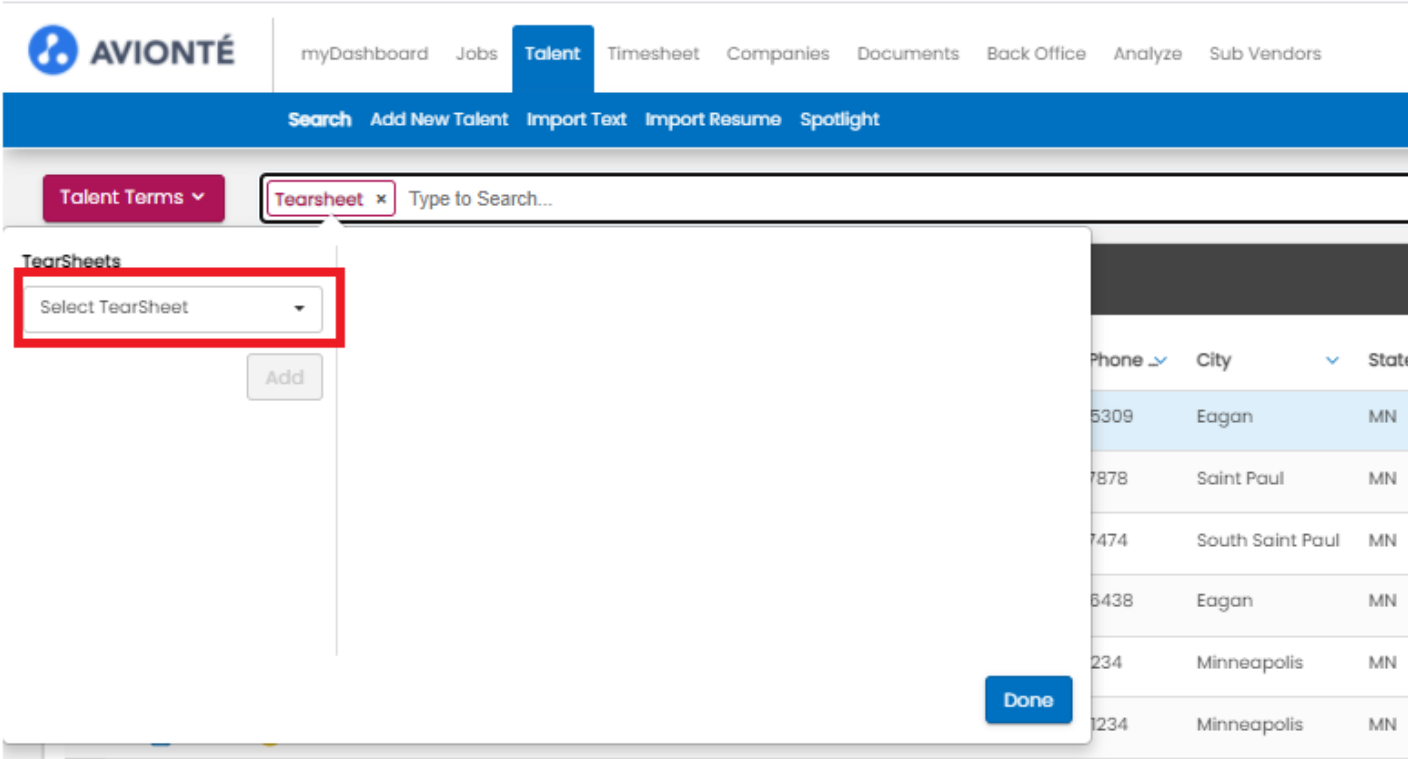 AVIONTÉ myDashboard Jobs Talent Timesheet Companies Documents Back Office Analyze Sub Vendors
Search Add New Talent Import Text Import Resume Spotlight
Talent Terms Tearsheet × Type to Search...
TearSheets
Select TearSheet
Add
Phone ... City State
5309 Eagan MN
7878 Saint Paul MN
7474 South Saint Paul MN
6438 Eagan MN
234 Minneapolis MN
Done
1234 Minneapolis MN